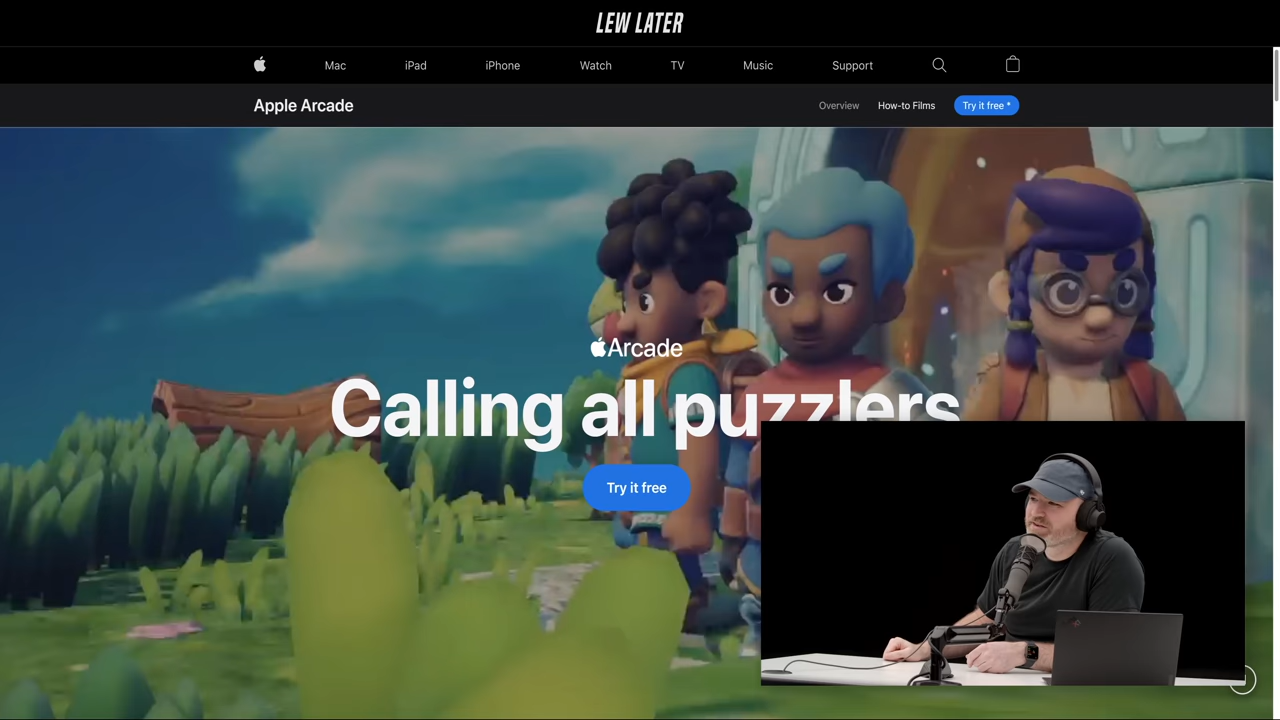 LEW LATER
Mac iPad iPhone Watch TV Music Support
Apple Arcade
Overview How-to Films Try it free *
Arcade
Calling all puzzlers
Try it free